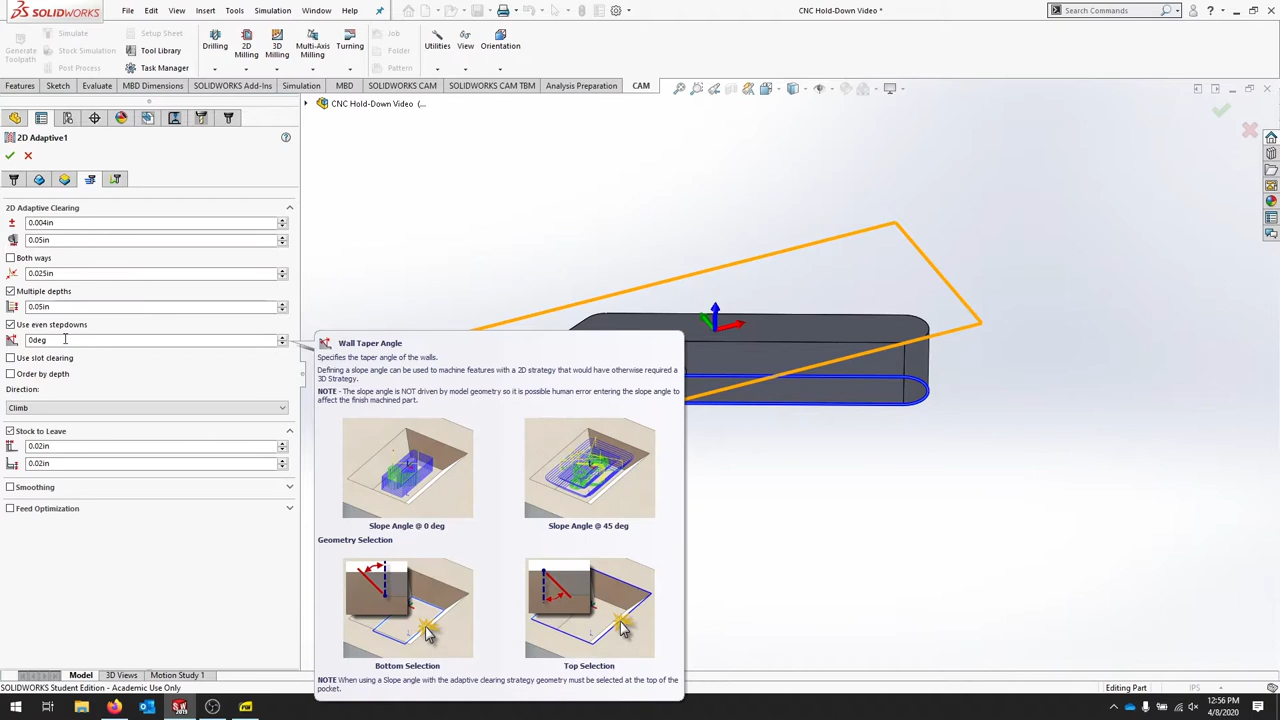 SOLIDWORKS
File Edit View Insert Tools Simulation Window Help
CNC Hold-Down Video *
Search Commands
Generate Toolpath
Simulate
Stock Simulation
Post Process
Setup Sheet
Tool Library
Task Manager
Drilling
2D Milling
3D Milling
Multi-Axis Milling
Turning
Job
Folder
Pattern
Utilities
View
Orientation
Features Sketch Evaluate MBD Dimensions SOLIDWORKS Add-Ins Simulation MBD SOLIDWORKS CAM SOLIDWORKS CAM TBM Analysis Preparation CAM
CNC Hold-Down Video (...
2D Adaptive1
2D Adaptive Clearing
0.004in
0.05in
Both ways
0.025in
Multiple depths
0.05in
Use even stepdowns
0deg
Use slot clearing
Order by depth
Direction:
Climb
Stock to Leave
0.02in
0.02in
Smoothing
Feed Optimization
Wall Taper Angle
Specifies the taper angle of the walls.
Defining a slope angle can be used to machine features with a 2D strategy that would have otherwise required a
3D Strategy.
NOTE - The slope angle is NOT driven by model geometry so it is possible human error entering the slope angle to
affect the finish machined part.
Slope Angle @ 0 deg
Slope Angle @ 45 deg
Geometry Selection
Bottom Selection
Top Selection
NOTE When using a Slope angle with the adaptive clearing strategy geometry must be selected at the top of the
pocket.
Model 3D Views Motion Study 1
SOLIDWORKS Student Edition - Academic Use Only
Editing Part
IPS
12:56 PM
4/8/2020